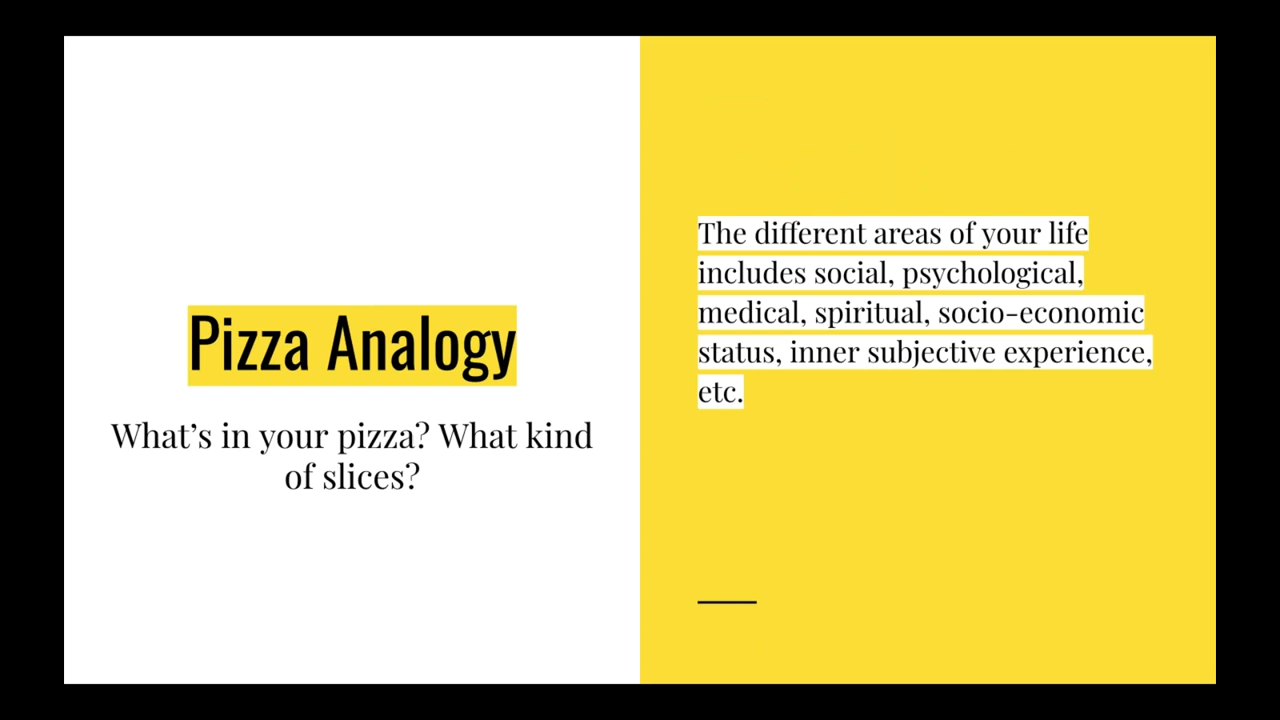 Pizza Analogy
What’s in your pizza? What kind
of slices?
The different areas of your life
includes social, psychological,
medical, spiritual, socio-economic
status, inner subjective experience,
etc.